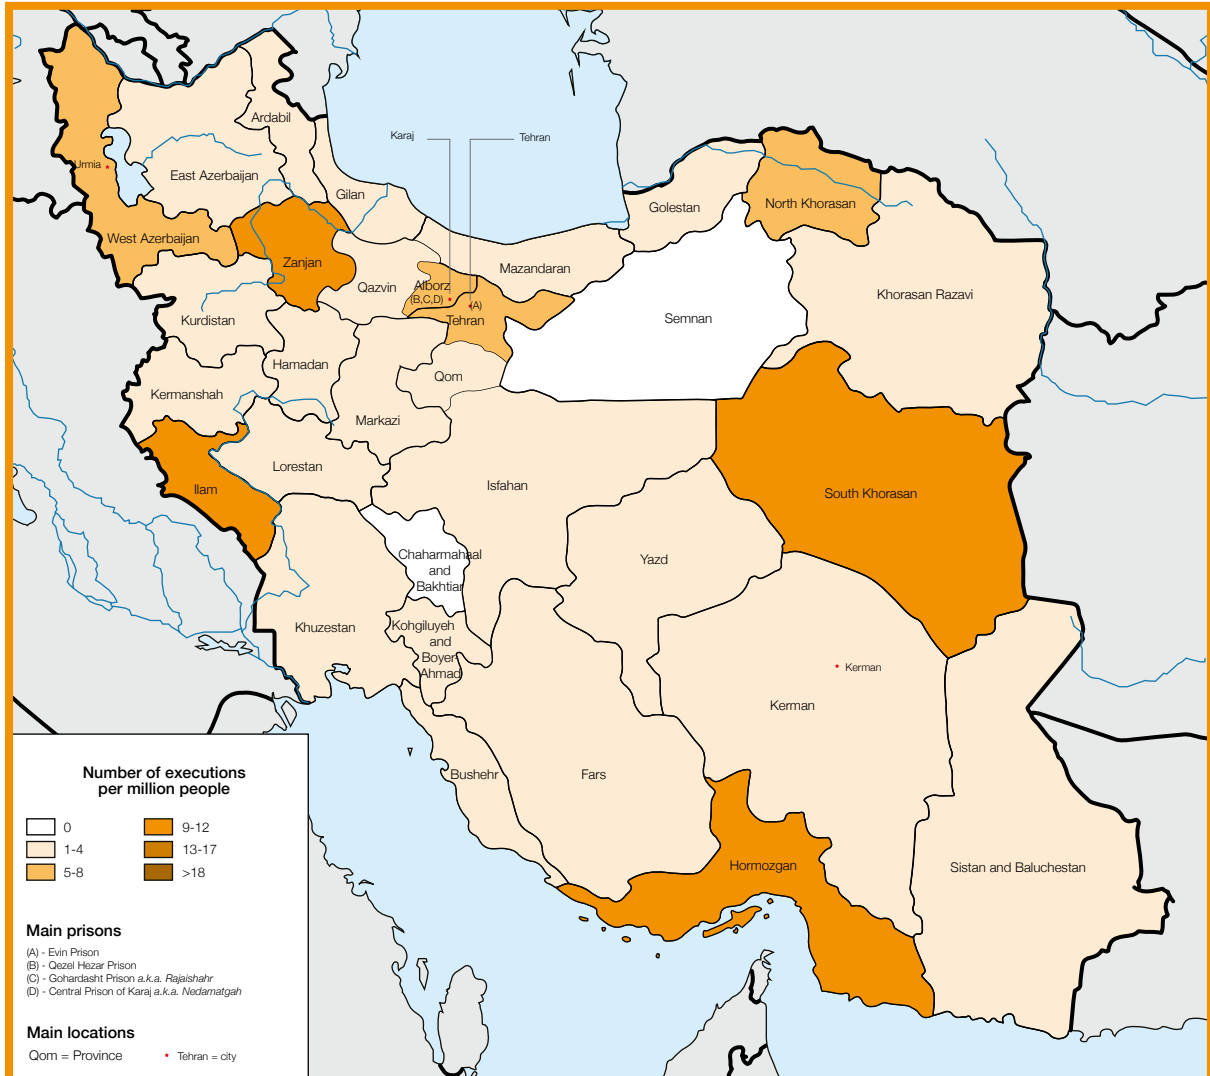 Ardabil
Karaj
Tehran
Urmia
East Azerbaijan
Gilan
Golestan
North Khorasan
West Azerbaijan
Zanjan
Mazandaran
Qazvin
Alborz
(B,C,D)
(A)
Khorasan Razavi
Kurdistan
Tehran
Semnan
Hamadan
Qom
Kermanshah
Markazi
Lorestan
Ilam
Isfahan
South Khorasan
Chaharmahaal
and
Bakhtiari
Yazd
Khuzestan
Kohgiluyeh
and
Boyer-
Ahmad
Kerman
Kerman
Bushehr
Fars
Hormozgan
Sistan and Baluchestan
Number of executions
per million people
0
9-12
1-4
13-17
5-8
>18
Main prisons
(A) - Evin Prison
(B) - Qezel Hezar Prison
(C) - Gohardasht Prison a.k.a. Rajaishahr
(D) - Central Prison of Karaj a.k.a. Nedamatgah
Main locations
Qom = Province
* Tehran = city